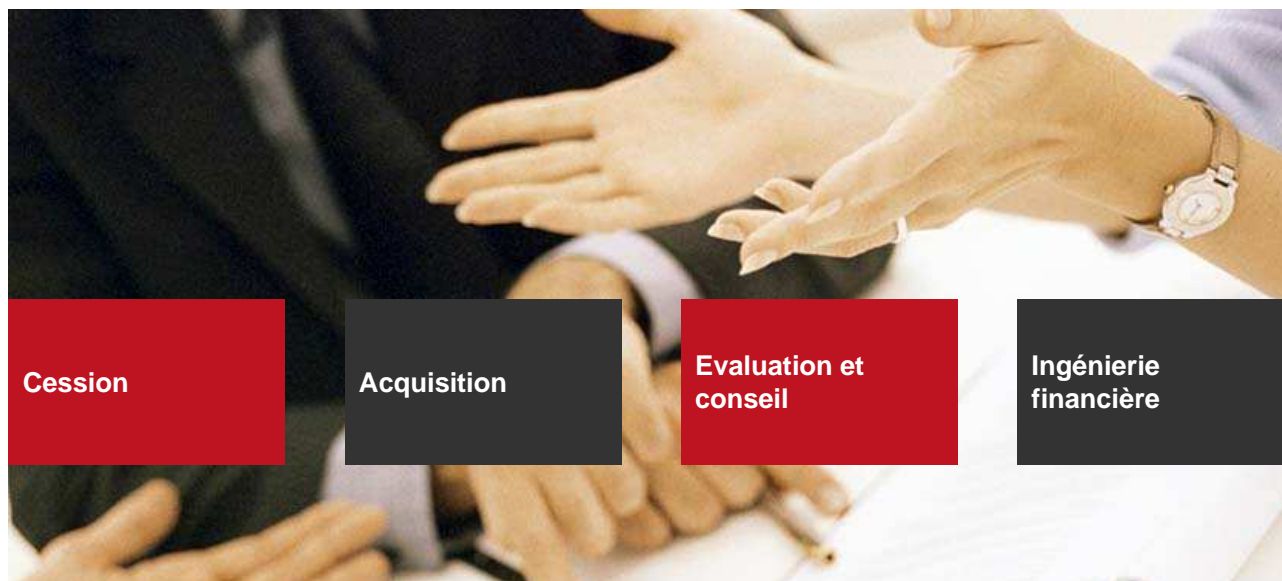 Cession
Acquisition
Evaluation et
conseil
Ingénierie
financière